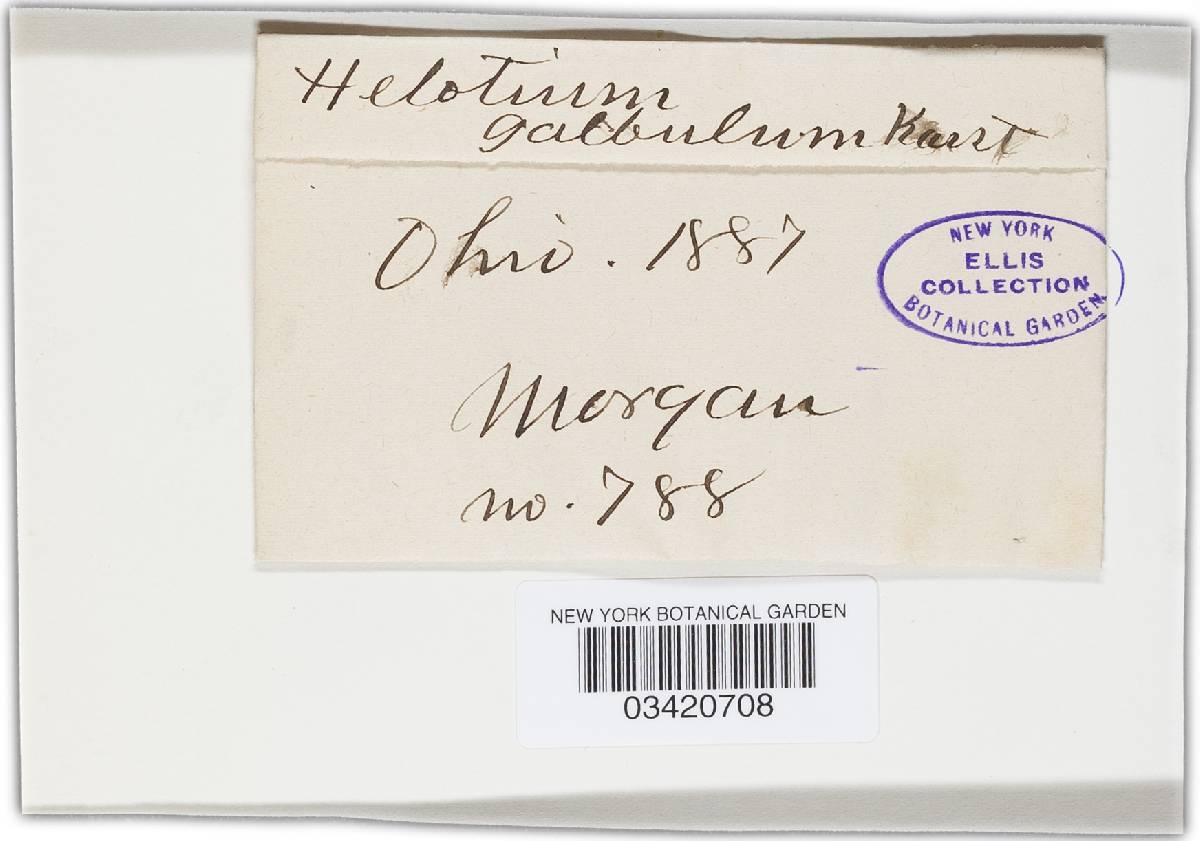 Helotium
galbulum Karst
Ohio. 1887
NEW YORK
ELLIS
COLLECTION
BOTANICAL GARDEN
Morgan
no. 788
NEW YORK BOTANICAL GARDEN
03420708